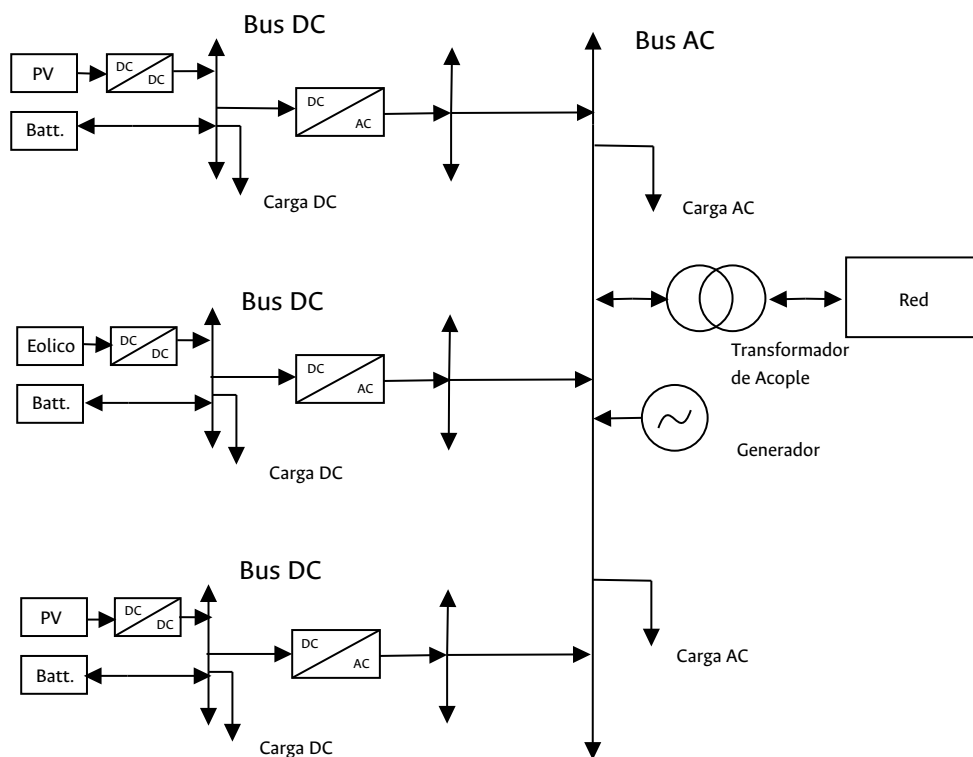 Bus DC
Bus AC
PV
DC
DC
DC
AC
Batt.
Carga DC
Carga AC
Bus DC
Red
Eolico
DC
DC
DC
AC
Transformador
de Acople
Batt.
Generador
Carga DC
Bus DC
PV
DC
DC
DC
AC
Carga AC
Batt.
Carga DC